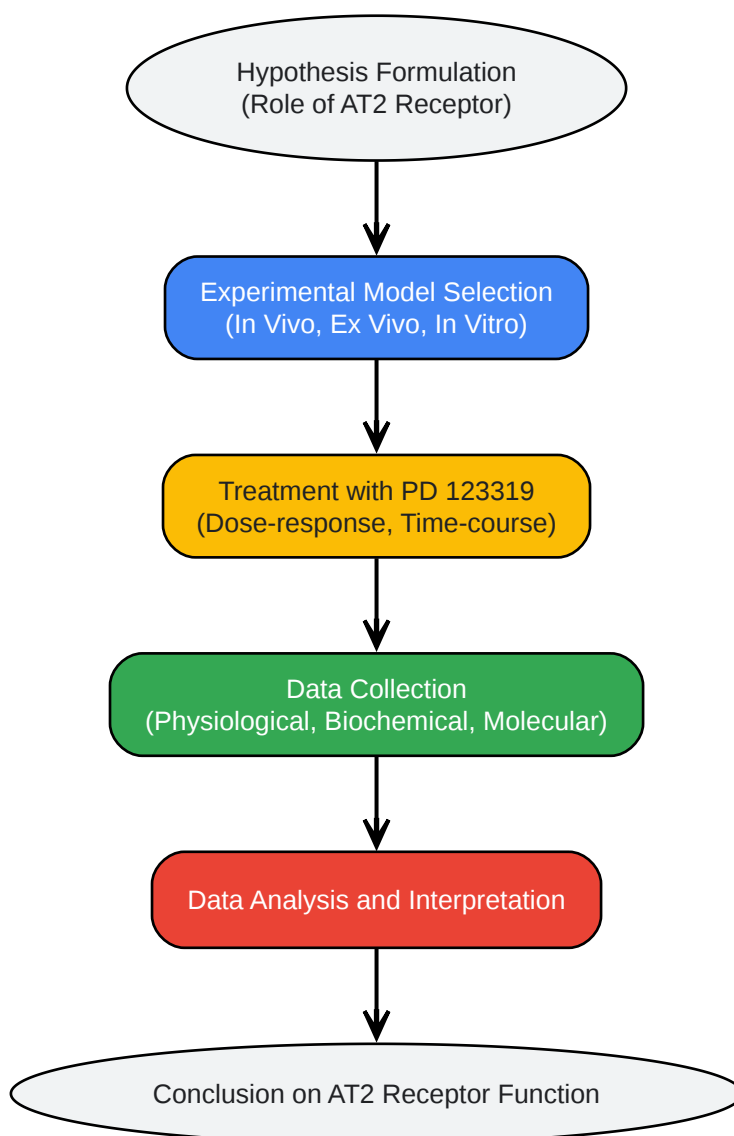 Hypothesis Formulation
(Role of AT2 Receptor)
Experimental Model Selection
(In Vivo, Ex Vivo, In Vitro)
Treatment with PD 123319
(Dose-response, Time-course)
Data Collection
(Physiological, Biochemical, Molecular)
Data Analysis and Interpretation
Conclusion on AT2 Receptor Function